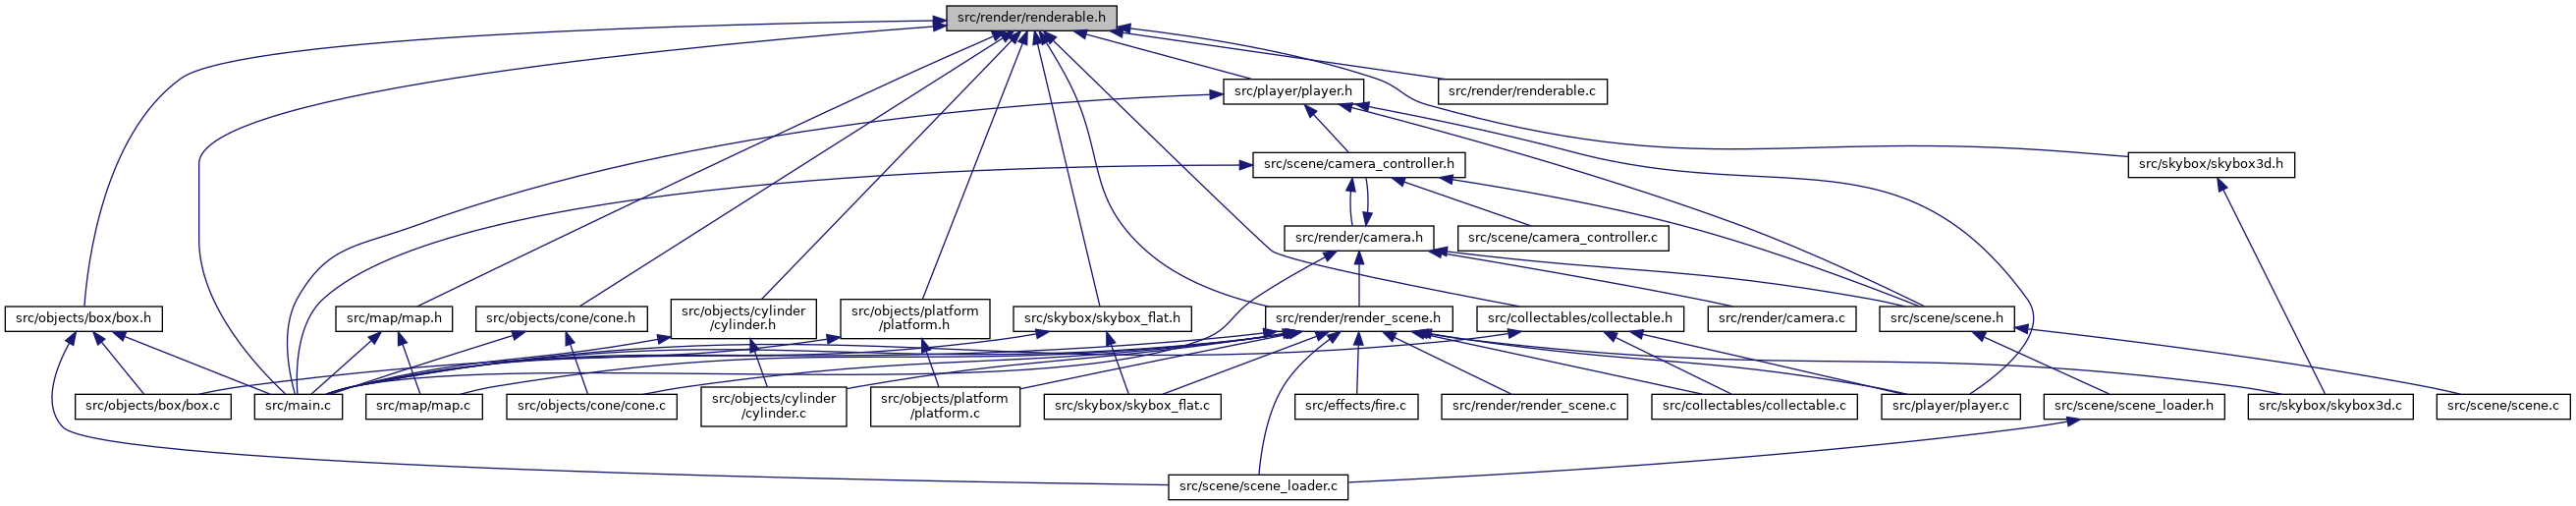 src/render/renderable.h
src/player/player.h
src/render/renderable.c
src/scene/camera_controller.h
src/skybox/skybox3d.h
src/render/camera.h
src/scene/camera_controller.c
src/objects/box/box.h
src/map/map.h
src/objects/cone/cone.h
src/objects/cylinder
/cylinder.h
src/objects/platform
/platform.h
src/skybox/skybox_flat.h
src/render/render_scene.h
src/collectables/collectable.h
src/render/camera.c
src/scene/scene.h
src/objects/box/box.c
src/main.c
src/map/map.c
src/objects/cone/cone.c
src/objects/cylinder
/cylinder.c
src/objects/platform
/platform.c
src/skybox/skybox_flat.c
src/effects/fire.c
src/render/render_scene.c
src/collectables/collectable.c
src/player/player.c
src/scene/scene_loader.h
src/skybox/skybox3d.c
src/scene/scene.c
src/scene/scene_loader.c